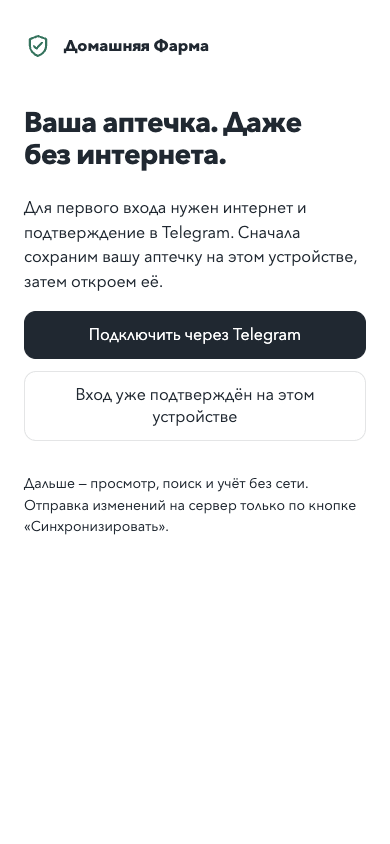 Домашняя Фарма
Ваша аптечка. Даже
без интернета.
Для первого входа нужен интернет и
подтверждение в Telegram. Сначала
сохраним вашу аптечку на этом устройстве,
затем откроем её.
Подключить через Telegram
Вход уже подтверждён на этом
устройстве
Дальше — просмотр, поиск и учёт без сети.
Отправка изменений на сервер только по кнопке
«Синхронизировать».